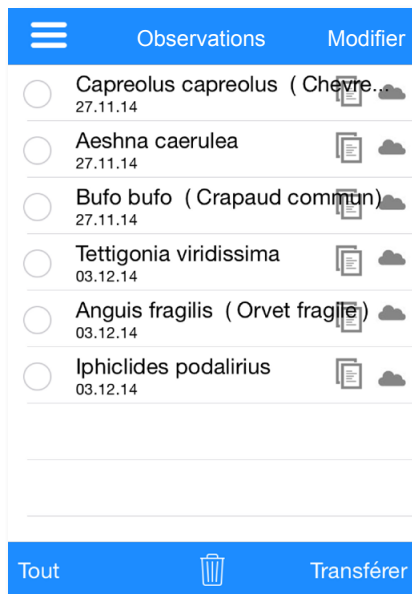 Observations Modifier
Capreolus capreolus ( Chevre...
27.11.14
Aeshna caerulea
27.11.14
Bufo bufo ( Crapaud commun)
27.11.14
Tettigonia viridissima
03.12.14
Anguis fragilis ( Orvet fragile )
03.12.14
Iphiclides podalirius
03.12.14
Tout Transférer